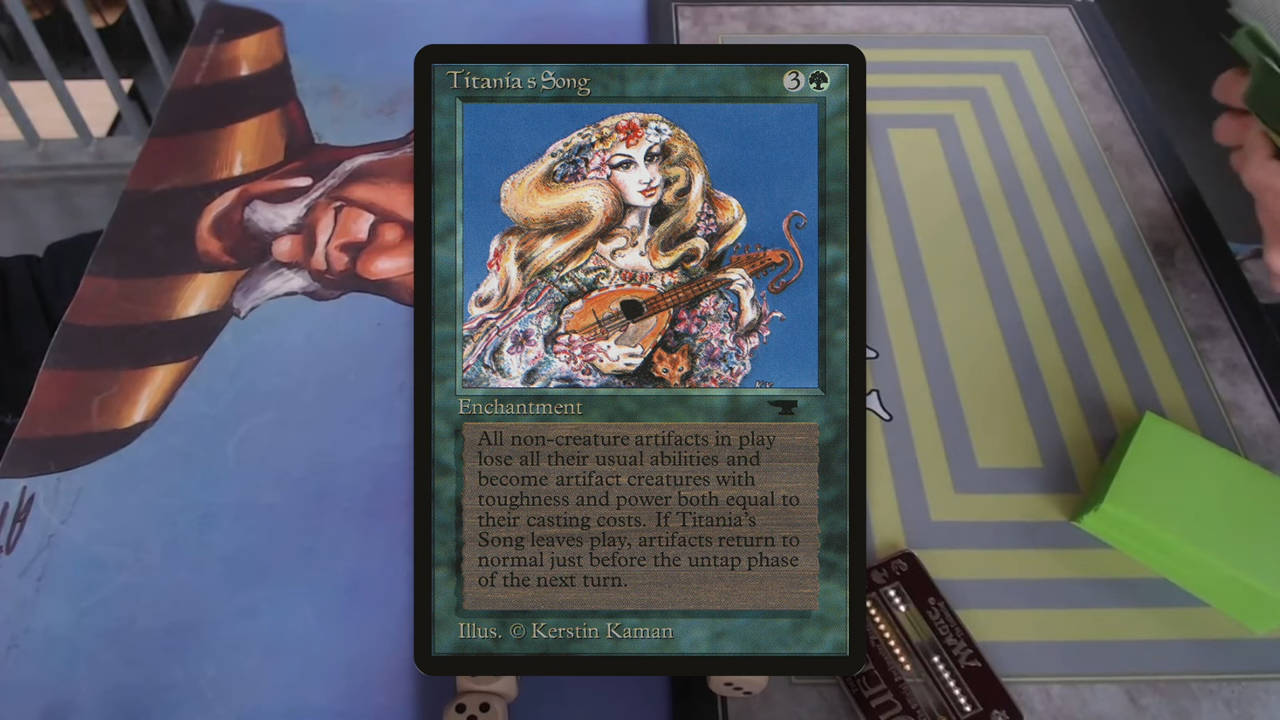 Titania's Song
3
Enchantment
All non-creature artifacts in play
lose all their usual abilities and
become artifact creatures with
toughness and power both equal to
their casting costs. If Titania's
Song leaves play, artifacts return to
normal just before the untap phase
of the next turn.
Illus. © Kerstin Kaman
MAGIC